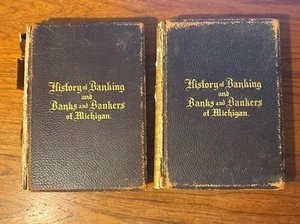 History of Banking
and
Banks and Bankers
of Michigan.
History of Banking
and
Banks and Bankers
of Michigan.